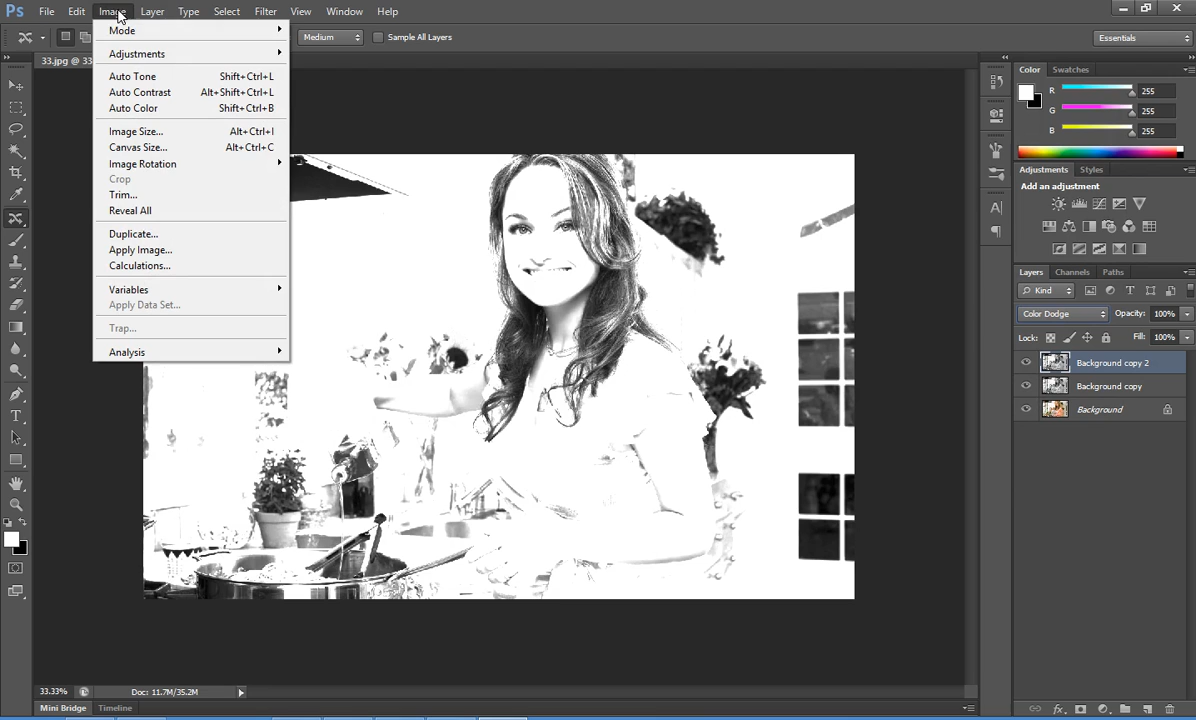 Ps File Edit Image Layer Type Select Filter View Window Help
Medium Sample All Layers Essentials
33.jpg @ 33
Mode
Adjustments
Auto Tone Shift+Ctrl+L
Auto Contrast Alt+Shift+Ctrl+L
Auto Color Shift+Ctrl+B
Image Size... Alt+Ctrl+I
Canvas Size... Alt+Ctrl+C
Image Rotation
Crop
Trim...
Reveal All
Duplicate...
Apply Image...
Calculations...
Variables
Apply Data Set...
Trap...
Analysis
Color Swatches
R 255
G 255
B 255
Adjustments Styles
Add an adjustment
Layers Channels Paths
Kind
Color Dodge Opacity: 100%
Lock: Fill: 100%
Background copy 2
Background copy
Background
33.33% Doc: 11.7M/35.2M
Mini Bridge Timeline